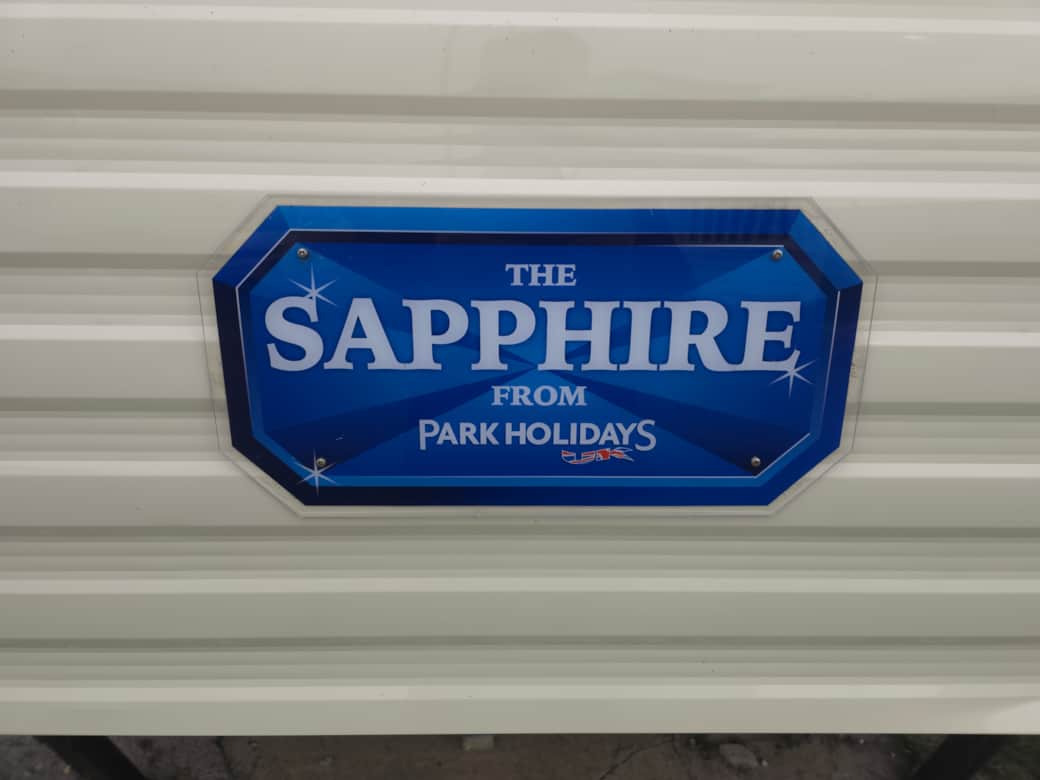 THE
SAPPHIRE
FROM
PARK HOLIDAYS
UK